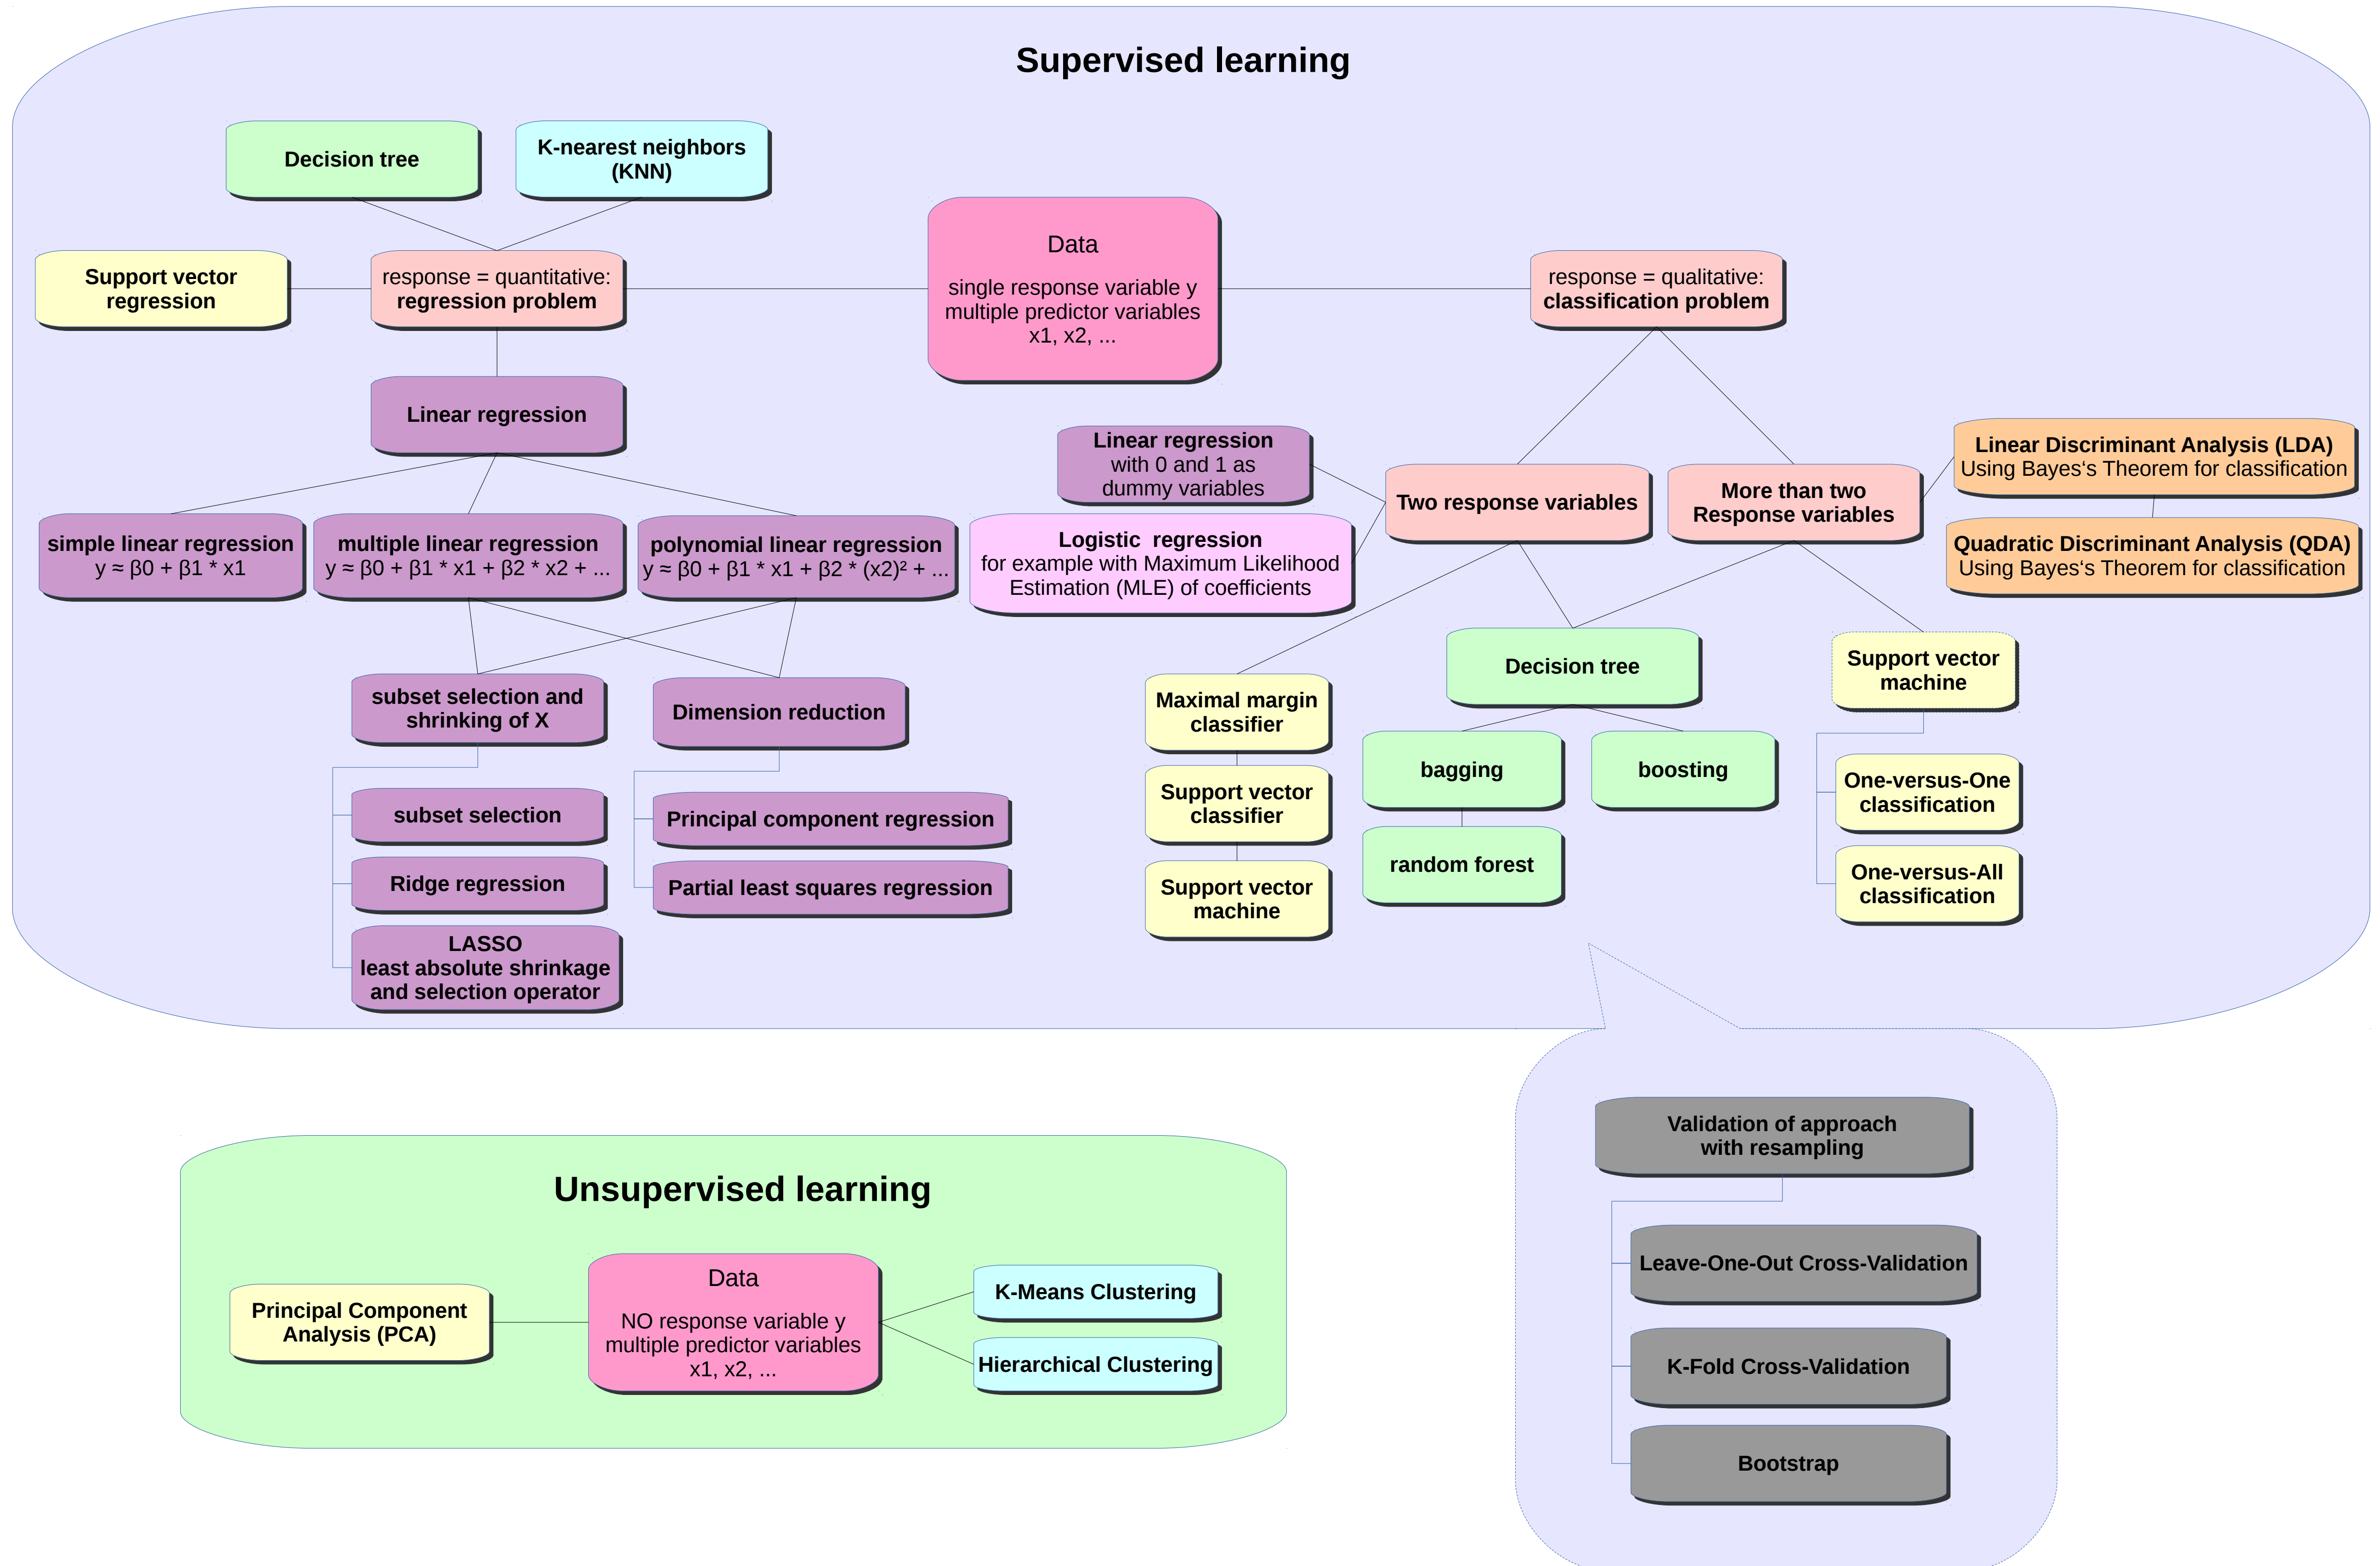 Supervised learning
Decision tree
K-nearest neighbors
(KNN)
Support vector
regression
response = quantitative:
regression problem
Data
single response variable y
multiple predictor variables
x1, x2, ...
response = qualitative:
classification problem
Linear regression
simple linear regression
y ≈ β0 + β1 * x1
multiple linear regression
y ≈ β0 + β1 * x1 + β2 * x2 + ...
polynomial linear regression
y ≈ β0 + β1 * x1 + β2 * (x2)² + ...
subset selection and
shrinking of X
Dimension reduction
subset selection
Ridge regression
LASSO
least absolute shrinkage
and selection operator
Principal component regression
Partial least squares regression
Linear regression
with 0 and 1 as
dummy variables
Logistic  regression
for example with Maximum Likelihood
Estimation (MLE) of coefficients
Two response variables
More than two
Response variables
Linear Discriminant Analysis (LDA)
Using Bayes‘s Theorem for classification
Quadratic Discriminant Analysis (QDA)
Using Bayes‘s Theorem for classification
Maximal margin
classifier
Support vector
classifier
Support vector
machine
Decision tree
bagging
boosting
random forest
Support vector
machine
One-versus-One
classification
One-versus-All
classification
Validation of approach
with resampling
Leave-One-Out Cross-Validation
K-Fold Cross-Validation
Bootstrap
Unsupervised learning
Principal Component
Analysis (PCA)
Data
NO response variable y
multiple predictor variables
x1, x2, ...
K-Means Clustering
Hierarchical Clustering